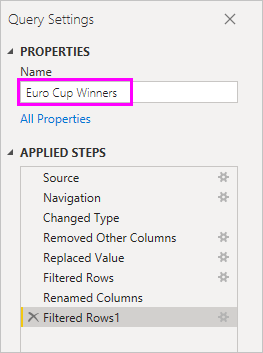 Query Settings
PROPERTIES
Name
Euro Cup Winners
All Properties
APPLIED STEPS
Source
Navigation
Changed Type
Removed Other Columns
Replaced Value
Filtered Rows
Renamed Columns
Filtered Rows1